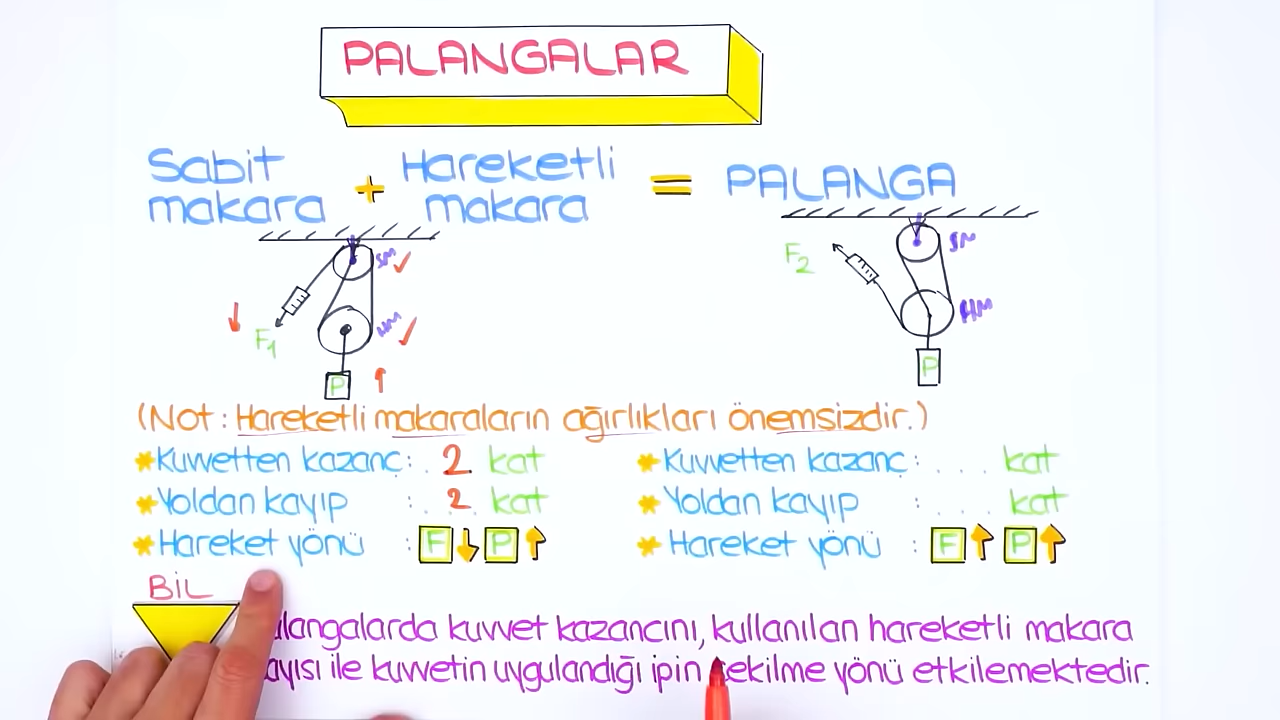 PALANGALAR
Sabit makara + Hareketli makara = PALANGA
SM
HM
F1
P
F2
SM
HM
P
(Not: Hareketli makaraların ağırlıkları önemsizdir.)
*Kuvvetten kazanç: . 2. kat
*Yoldan kayıp : . 2. kat
*Hareket yönü : F ↓ P ↑
*Kuvvetten kazanç: .... kat
*Yoldan kayıp : .... kat
*Hareket yönü : F ↑ P ↑
BİL
kuvvet kazancını, kullanılan hareketli makara
ile kuvvetin uygulandığı ipin çekilme yönü etkilemektedir.